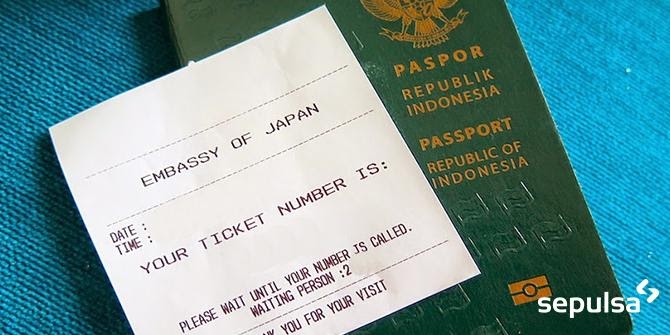 EMBASSY OF JAPAN
DATE :
TIME :
YOUR TICKET NUMBER IS:
PLEASE WAIT UNTIL YOUR NUMBER IS CALLED.
WAITING PERSON :2
YOU FOR YOUR VISIT
PASPOR
REPUBLIK
INDONESIA
PASSPORT
REPUBLIC OF
INDONESIA
sepulsa